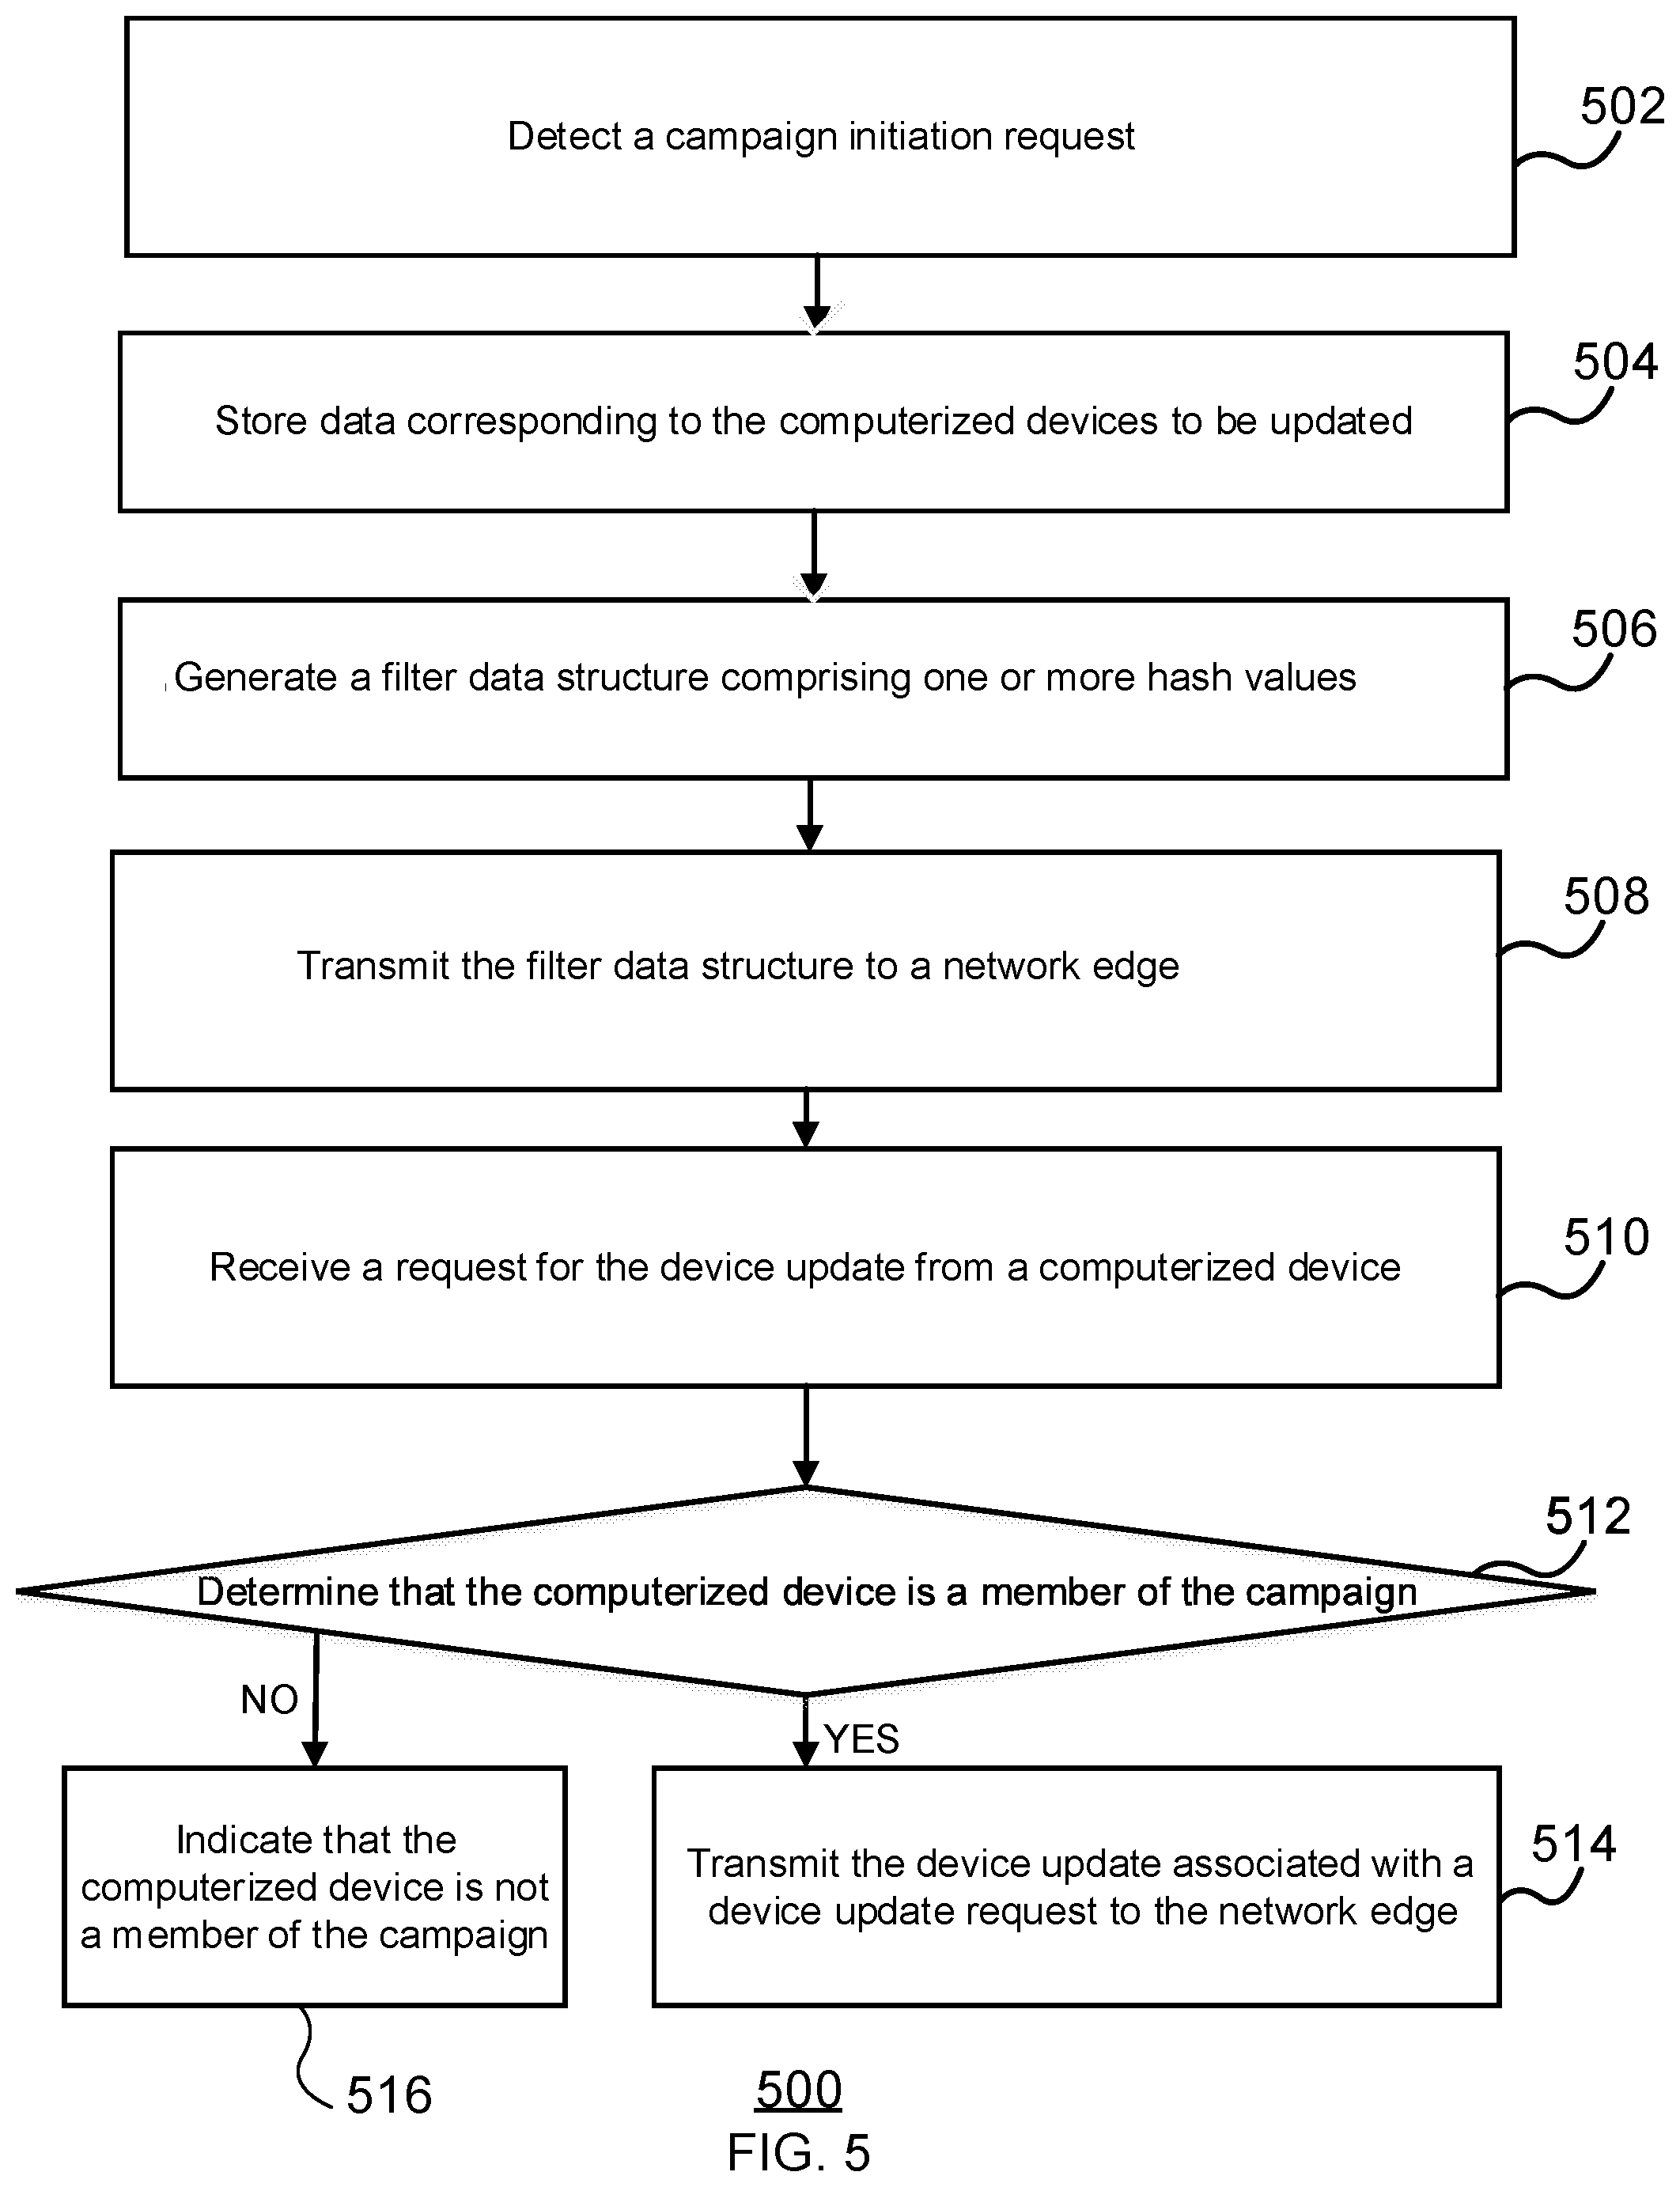 Detect a campaign initiation request
502
Store data corresponding to the computerized devices to be updated
504
Generate a filter data structure comprising one or more hash values
506
Transmit the filter data structure to a network edge
508
Receive a request for the device update from a computerized device
510
Determine that the computerized device is a member of the campaign
512
NO
YES
Indicate that the
computerized device is not
a member of the campaign
516
Transmit the device update associated with a
device update request to the network edge
514
500
FIG. 5